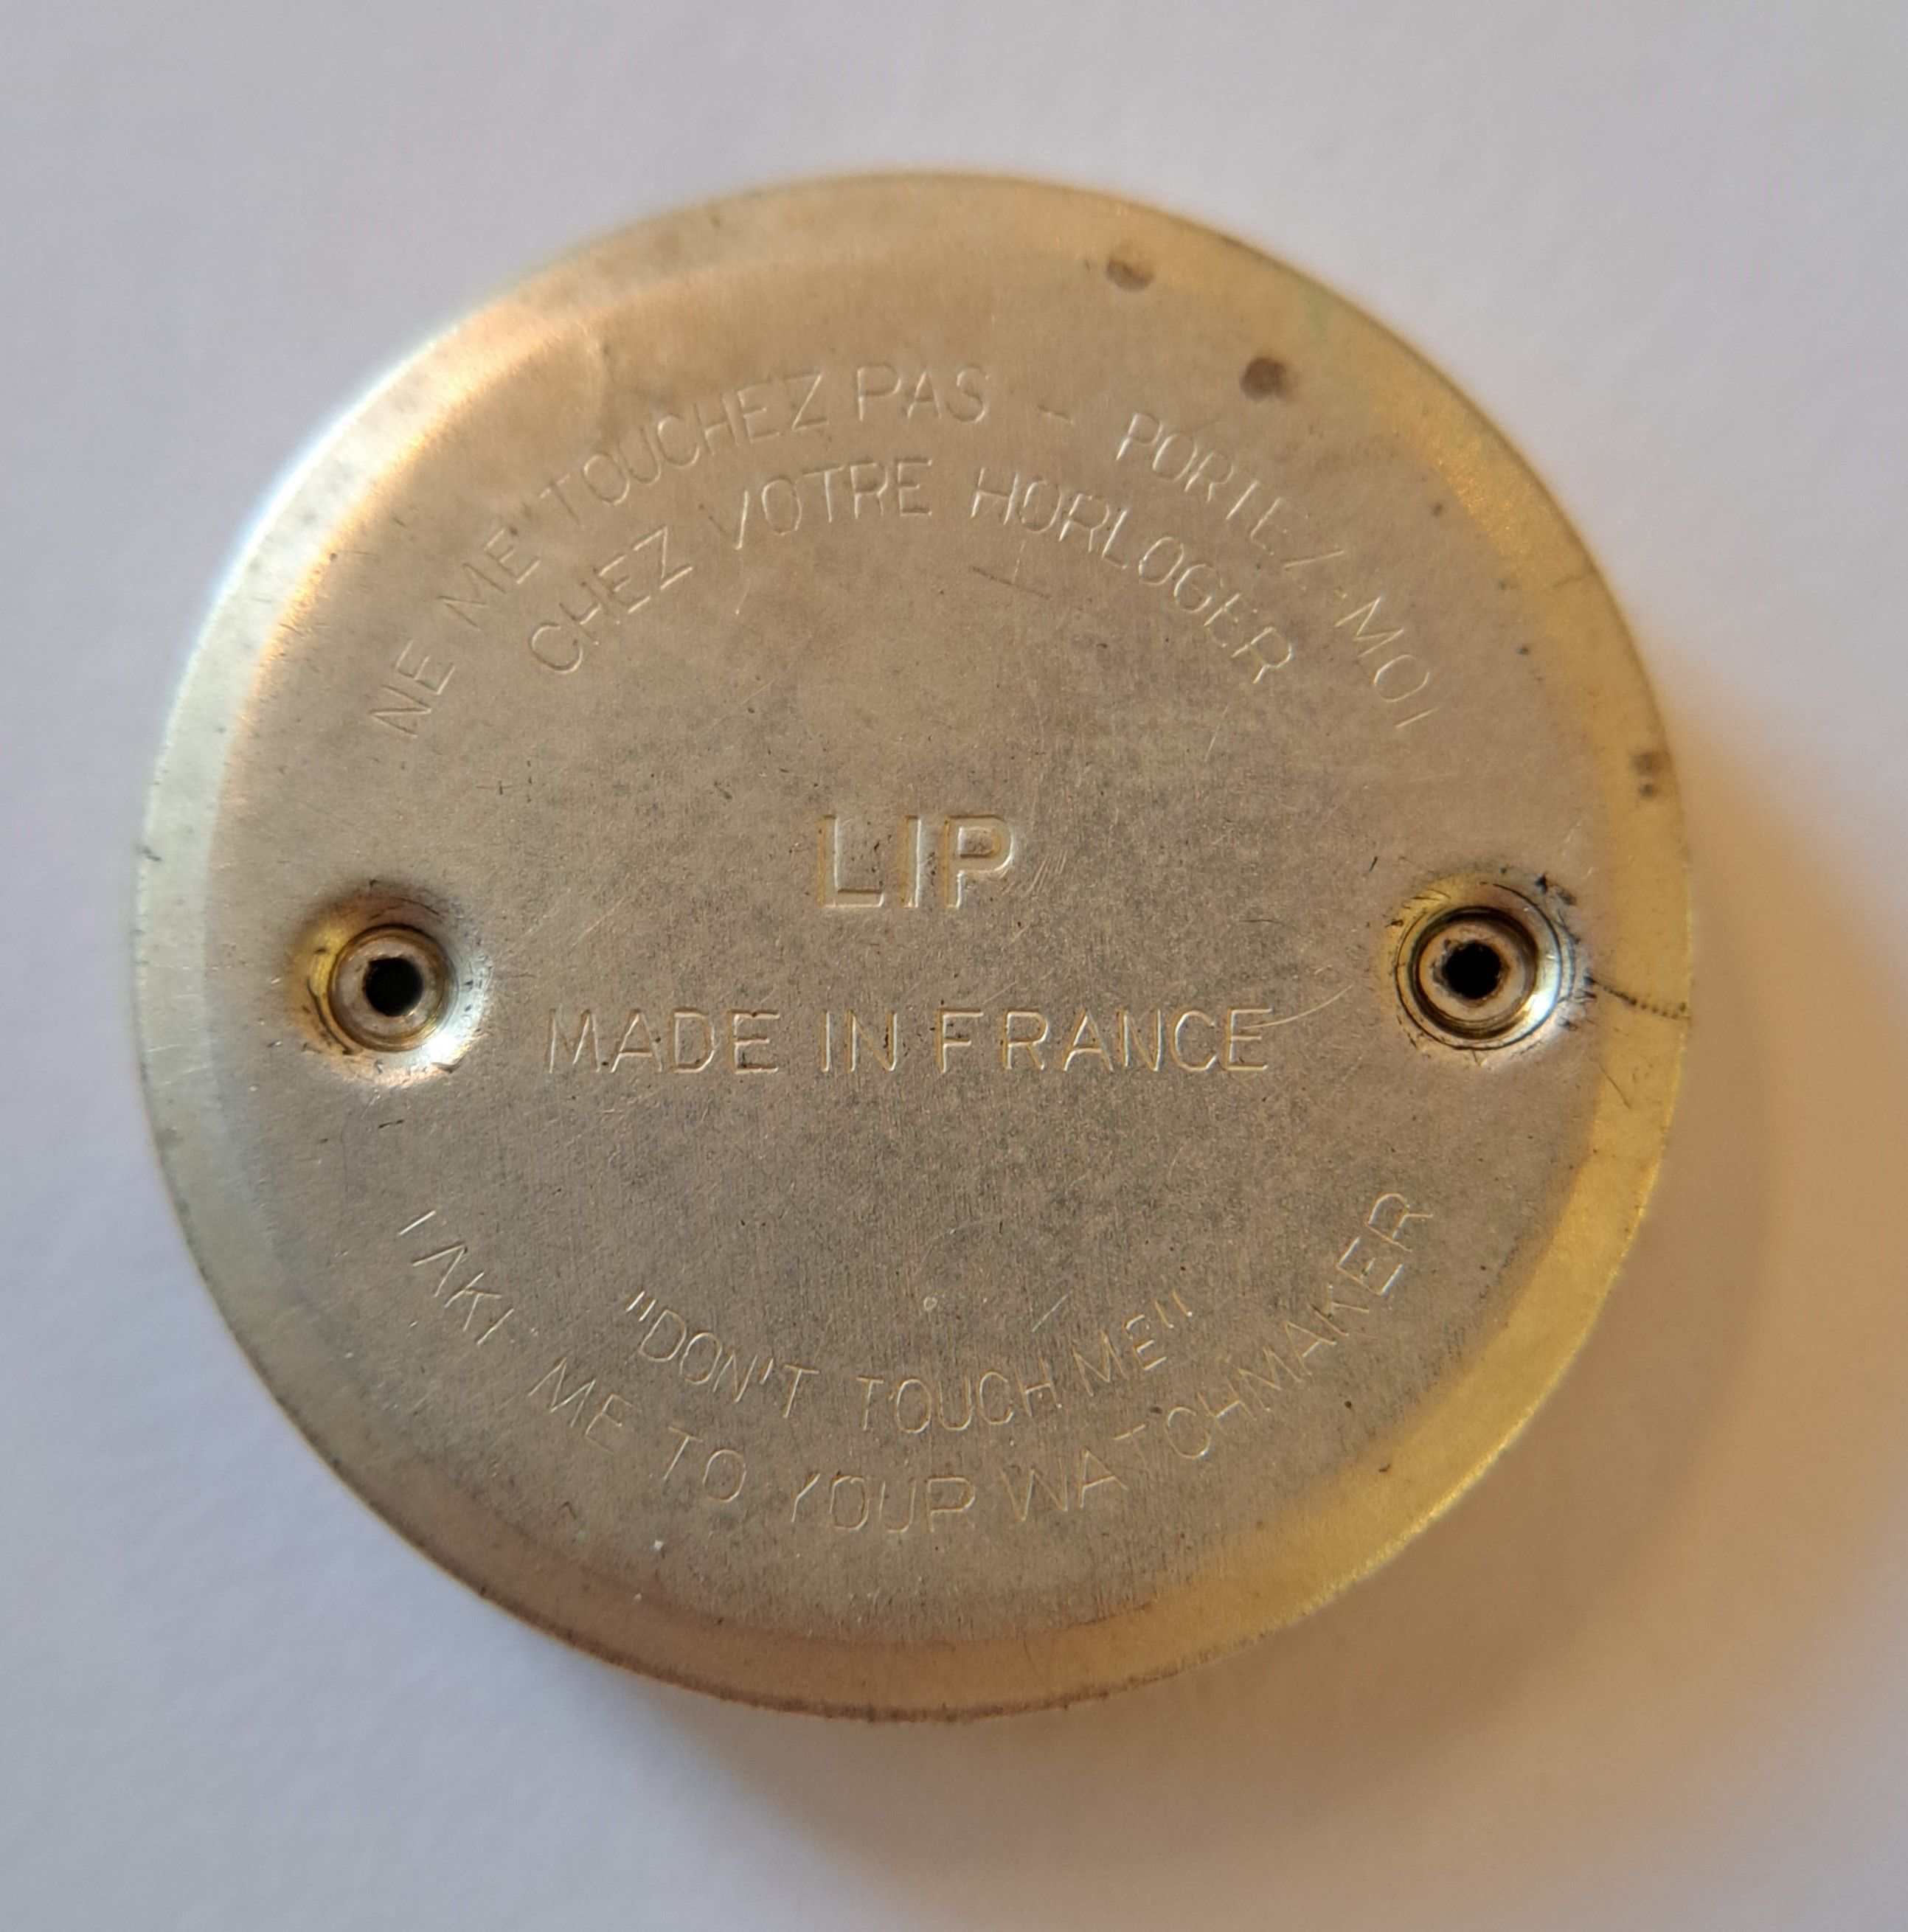 NE ME "TOUCHEZ PAS - PORTEZ-MOI
CHEZ VOTRE HORLOGER
LIP
MADE IN FRANCE
"DON'T TOUCH ME"
TAKE ME TO YOUR WATCHMAKER